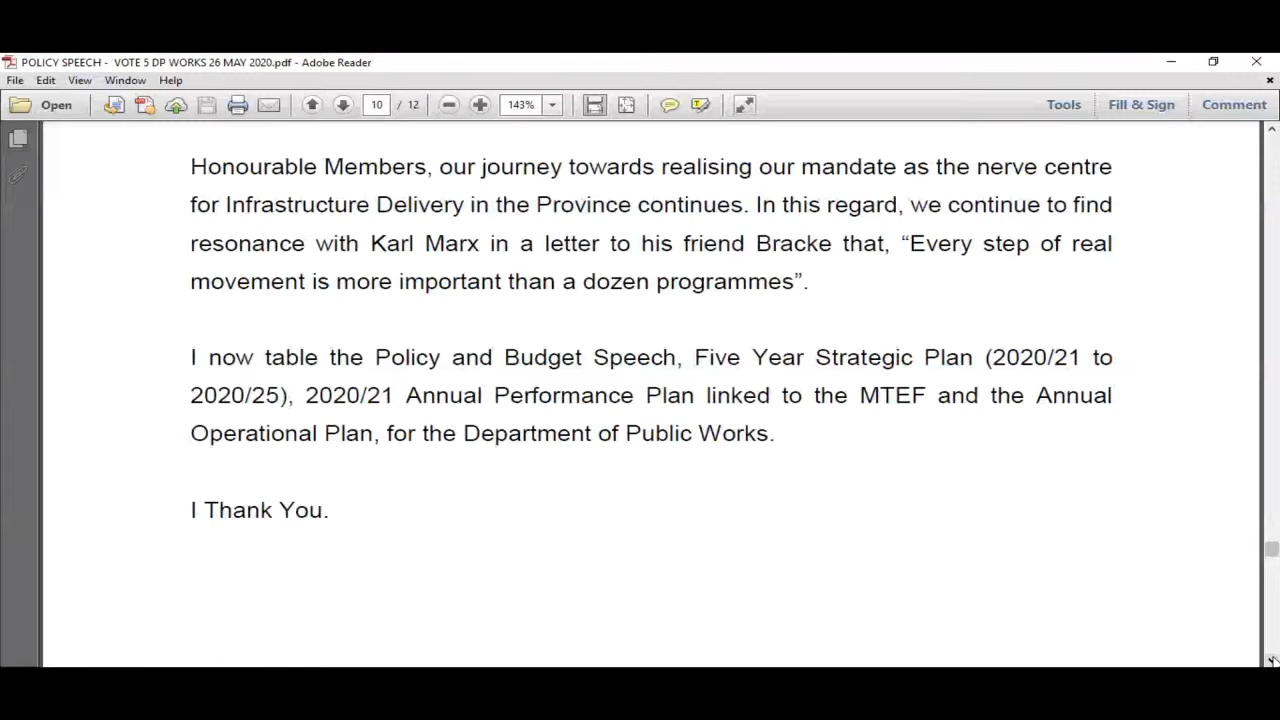 POLICY SPEECH - VOTE 5 DP WORKS 26 MAY 2020.pdf - Adobe Reader
File Edit View Window Help
Open 10 / 12 143% Tools Fill & Sign Comment
Honourable Members, our journey towards realising our mandate as the nerve centre
for Infrastructure Delivery in the Province continues. In this regard, we continue to find
resonance with Karl Marx in a letter to his friend Bracke that, “Every step of real
movement is more important than a dozen programmes”.
I now table the Policy and Budget Speech, Five Year Strategic Plan (2020/21 to
2020/25), 2020/21 Annual Performance Plan linked to the MTEF and the Annual
Operational Plan, for the Department of Public Works.
I Thank You.